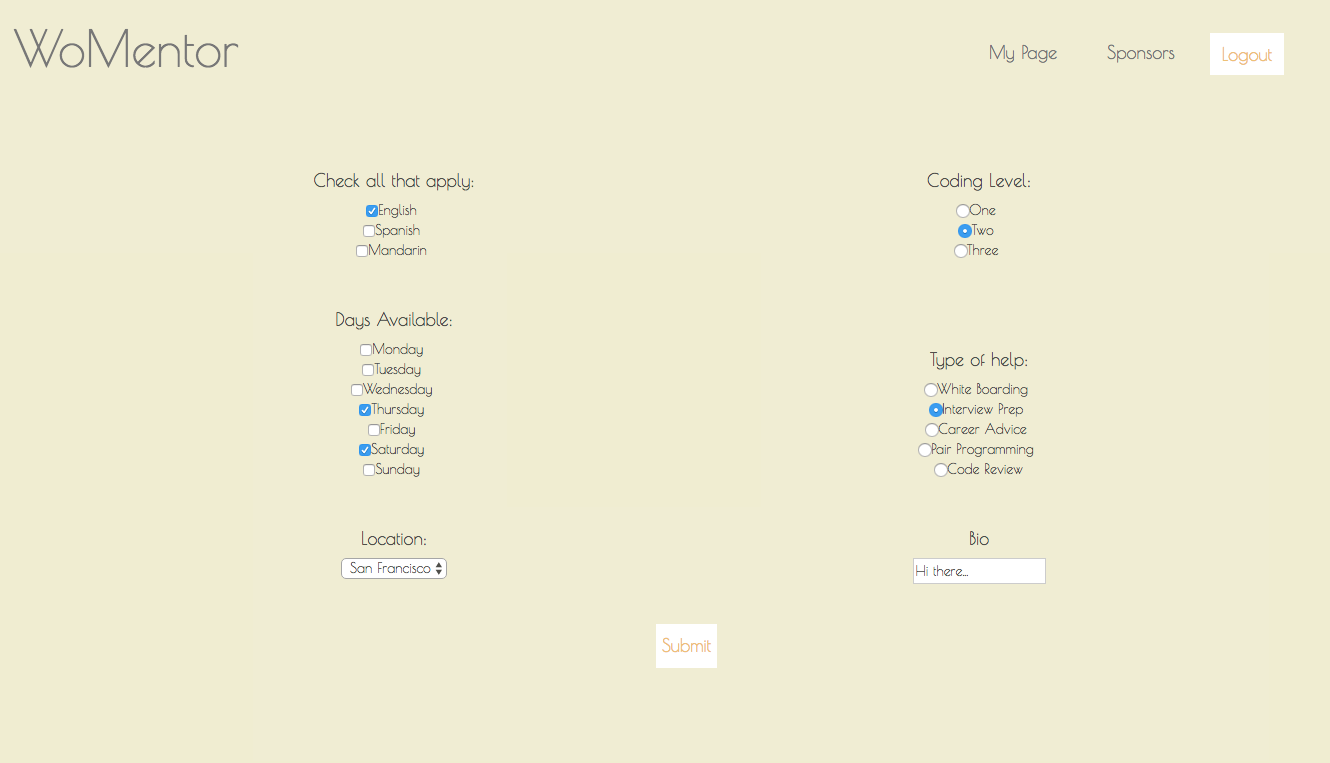 WoMentor
My Page
Sponsors
Logout
Check all that apply:
English
Spanish
Mandarin
Days Available:
Monday
Tuesday
Wednesday
Thursday
Friday
Saturday
Sunday
Location:
San Francisco
Coding Level:
One
Two
Three
Type of help:
White Boarding
Interview Prep
Career Advice
Pair Programming
Code Review
Bio
Hi there...
Submit